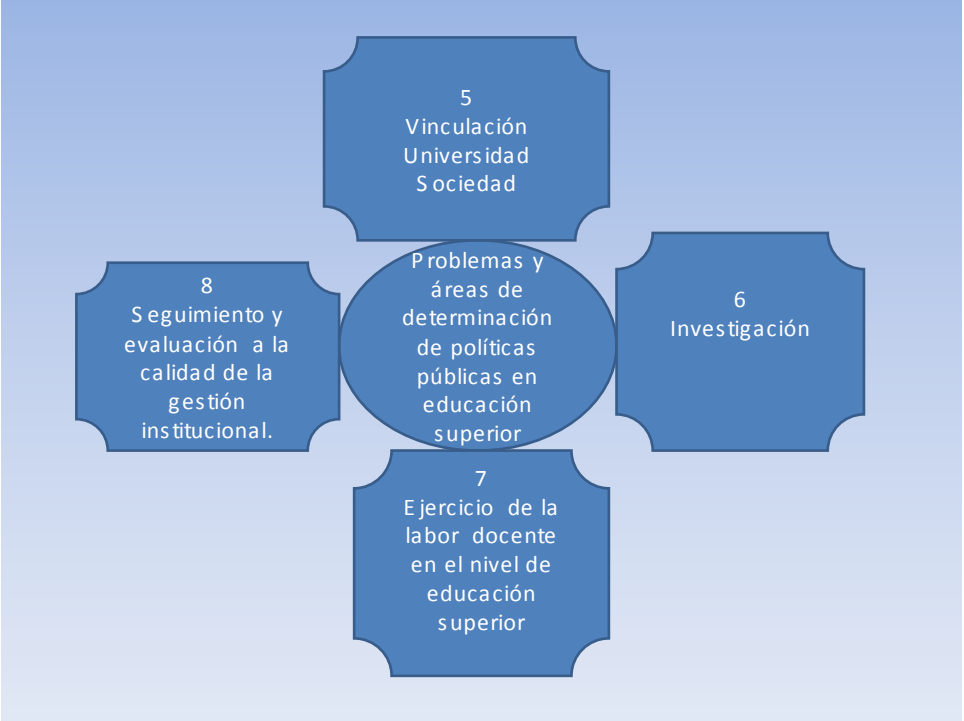 5
Vinculación
Universidad
Sociedad
Problemas y
áreas de
determinación
de políticas
públicas en
educación
superior
6
Investigación
7
Ejercicio de la
labor docente
en el nivel de
educación
superior
8
Seguimiento y
evaluación a la
calidad de la
gestión
institucional.